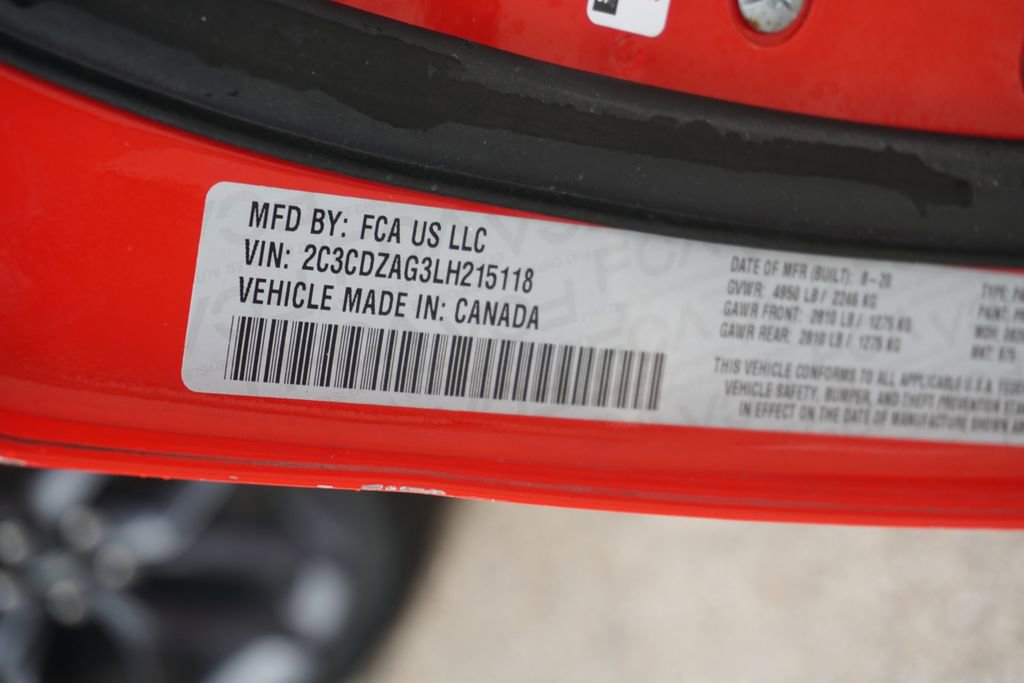 MFD BY: FCA US LLC
VIN: 2C3CDZAG3LH215118
VEHICLE MADE IN: CANADA
DATE OF MFR (BUILT): 8-20
GVWR: 4950 LB / 2246 KG
GAWR FRONT: 2810 LB / 1275 KG
GAWR REAR: 2810 LB / 1275 KG
THIS VEHICLE CONFORMS TO ALL APPLICABLE U.S.A.
VEHICLE SAFETY, BUMPER, AND THEFT PREVENTION
IN EFFECT ON THE DATE OF MANUFACTURE SHOWN
TYPE:
PAINT: